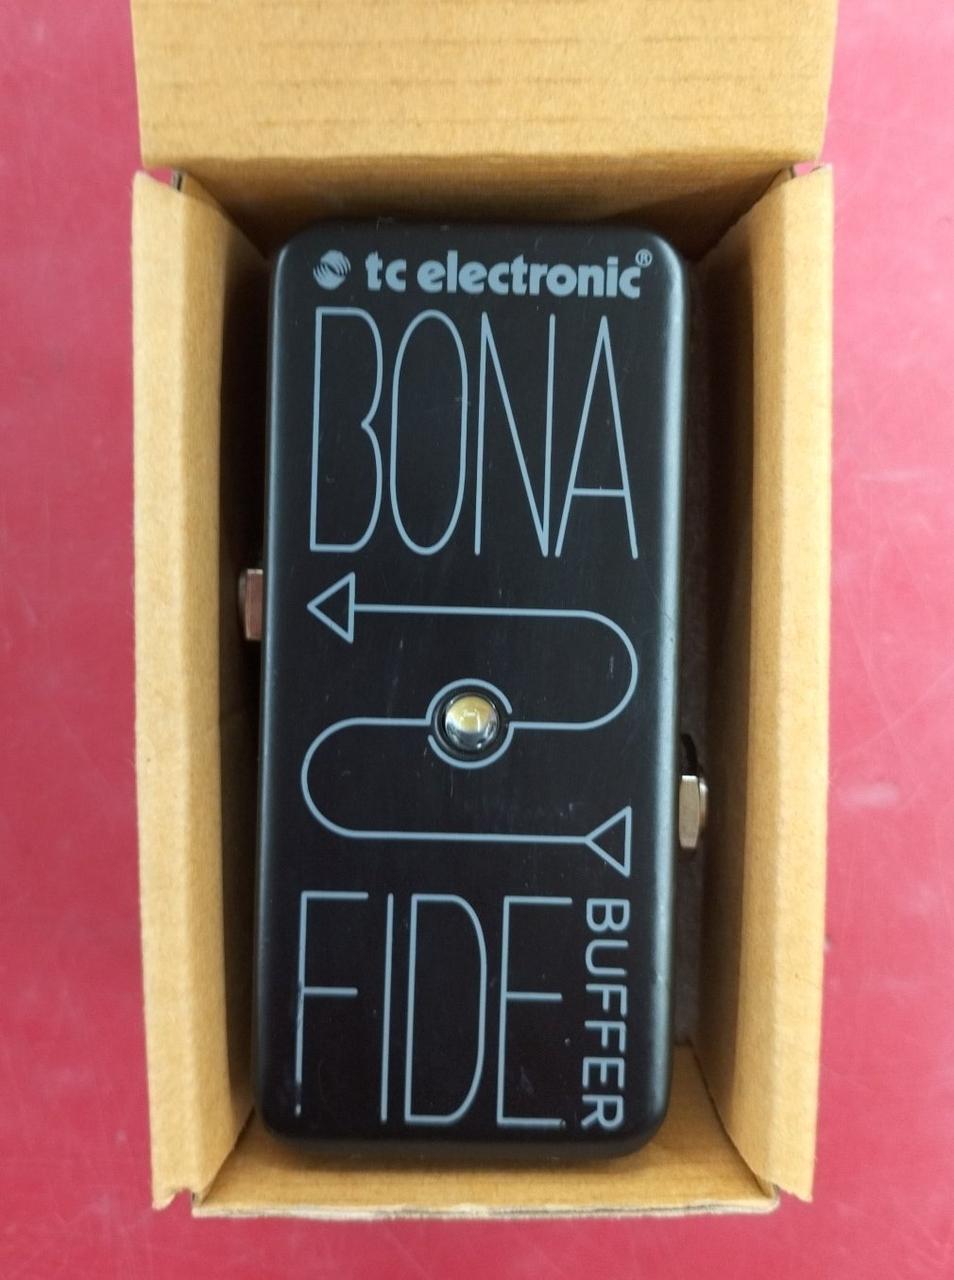 tc electronic®
BONA
FIDE
BUFFER